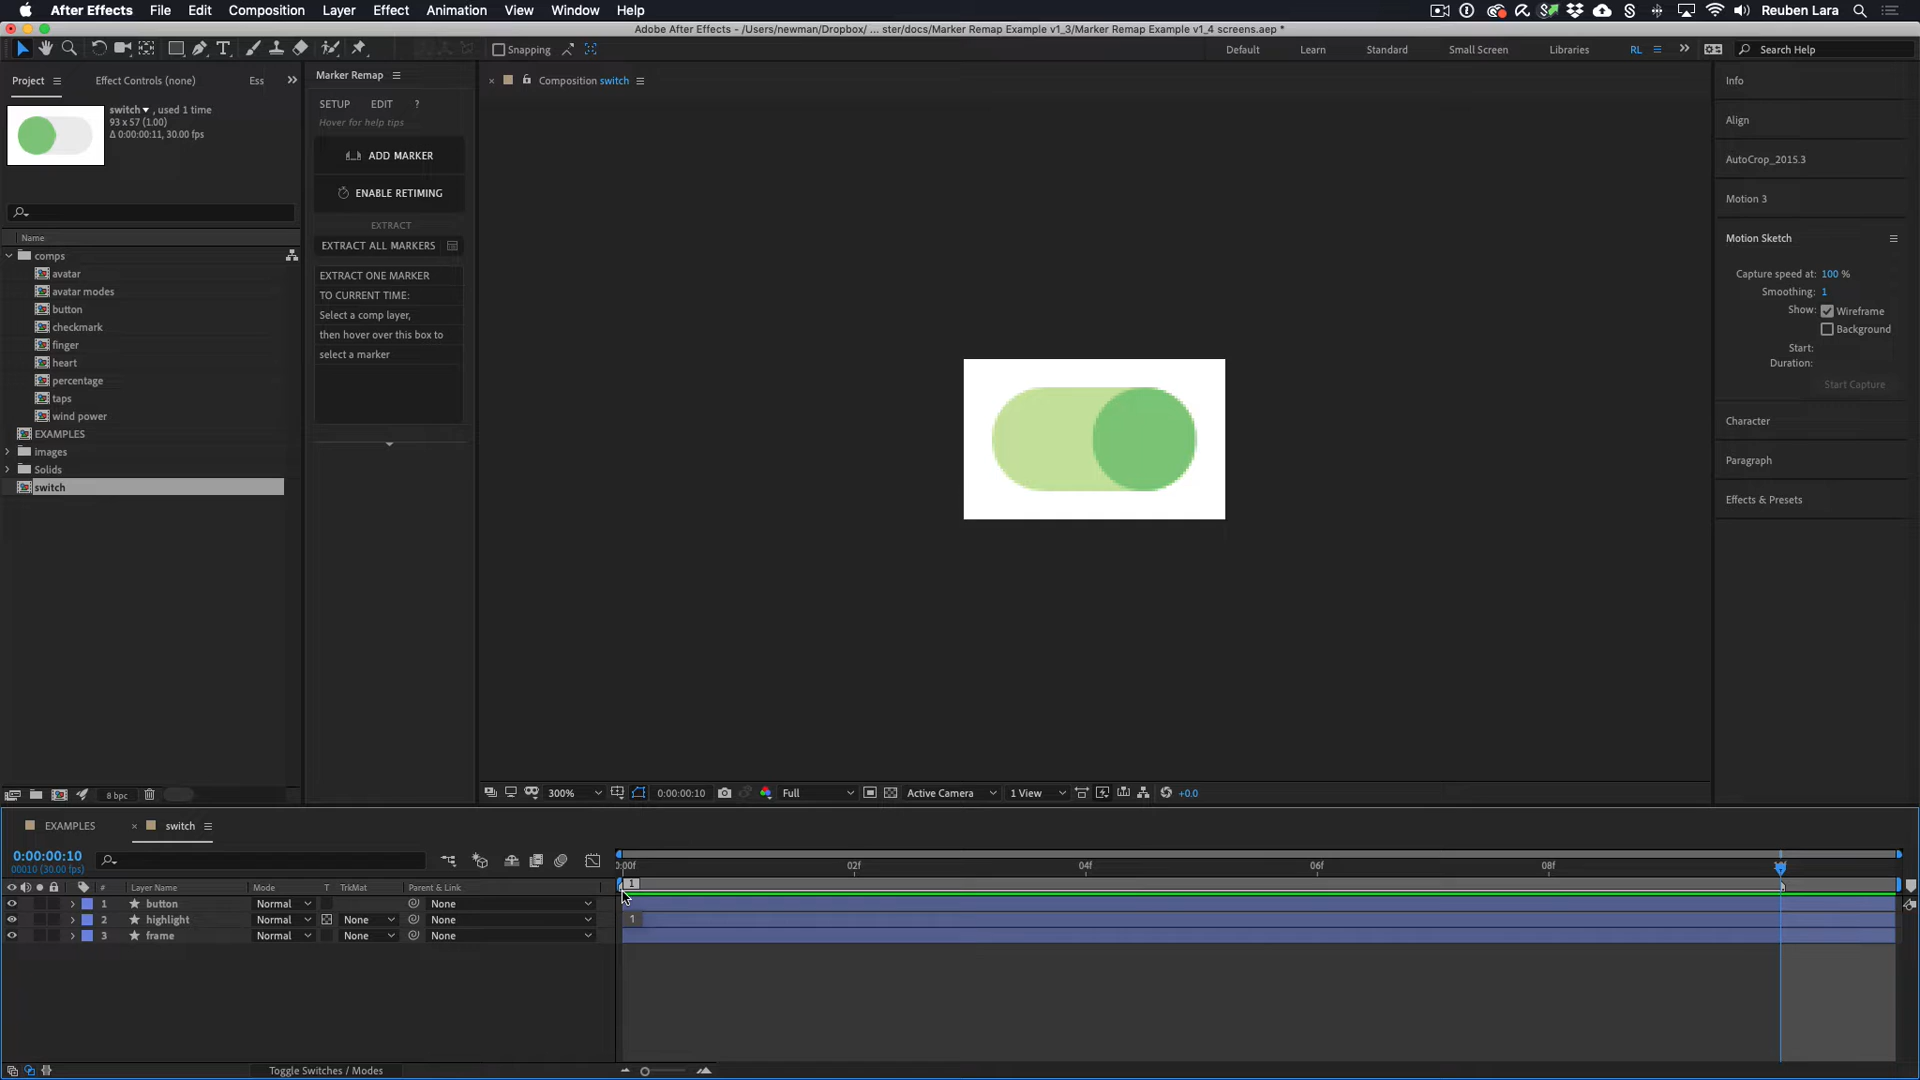 After Effects File Edit Composition Layer Effect Animation View Window Help Reuben Lara
Adobe After Effects - /Users/newman/Dropbox/ ... ster/docs/Marker Remap Example v1_3/Marker Remap Example v1_4 screens.aep *
Snapping Default Learn Standard Small Screen Libraries RL Search Help
Project Effect Controls (none) Ess
switch , used 1 time
93 x 57 (1.00)
Δ 0:00:00:11, 30.00 fps
Name
comps
avatar
avatar modes
button
checkmark
finger
heart
percentage
taps
wind power
EXAMPLES
images
Solids
switch
8 bpc
Marker Remap
SETUP EDIT ?
Hover for help tips
ADD MARKER
ENABLE RETIMING
EXTRACT
EXTRACT ALL MARKERS
EXTRACT ONE MARKER
TO CURRENT TIME:
Select a comp layer,
then hover over this box to
select a marker
Composition switch
300% 0:00:00:10 Full Active Camera 1 View +0.0
Info
Align
AutoCrop_2015.3
Motion 3
Motion Sketch
Capture speed at: 100 %
Smoothing: 1
Show: Wireframe
Background
Start:
Duration:
Start Capture
Character
Paragraph
Effects & Presets
EXAMPLES switch
0:00:00:10
00010 (30.00 fps)
# Layer Name Mode T TrkMat Parent & Link
1 button Normal None
2 highlight Normal None None
3 frame Normal None None
Toggle Switches / Modes
0:00f 02f 04f 06f 08f
1
1